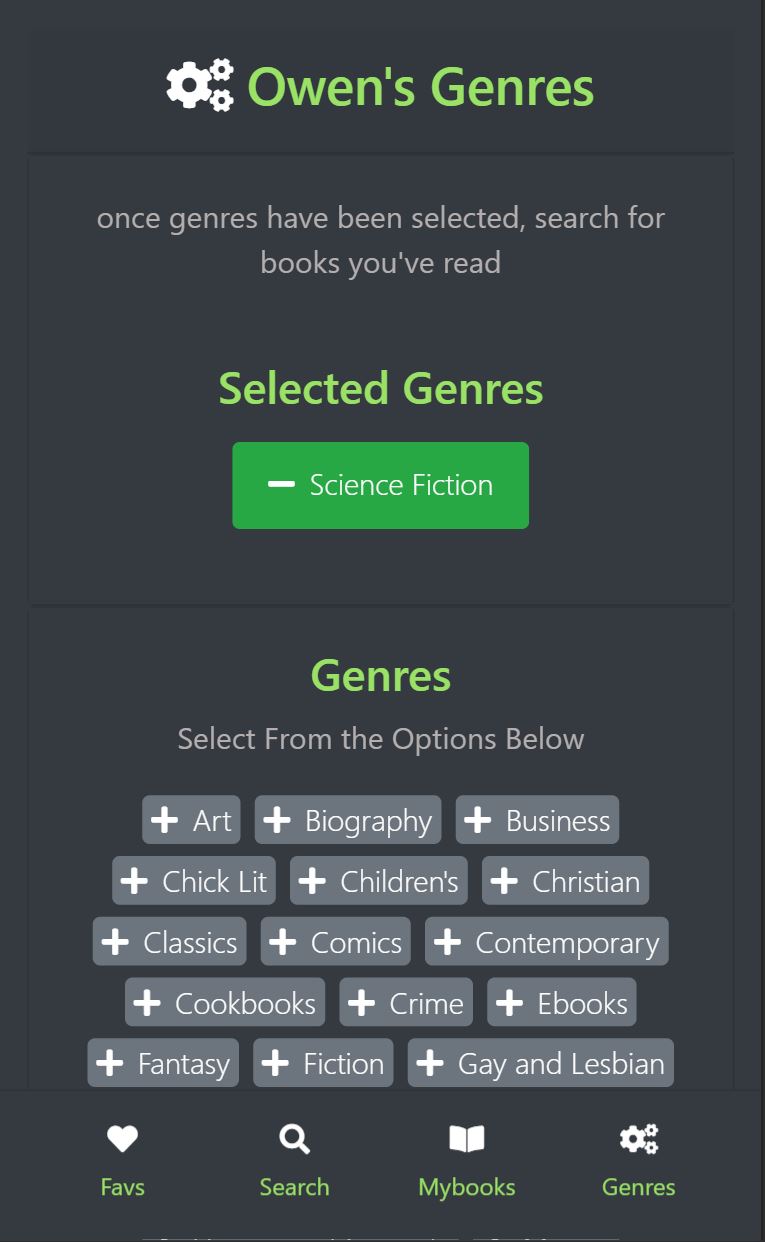 Owen's Genres
once genres have been selected, search for
books you've read
Selected Genres
Science Fiction
Genres
Select From the Options Below
Art Biography Business
Chick Lit Children's Christian
Classics Comics Contemporary
Cookbooks Crime Ebooks
Fantasy Fiction Gay and Lesbian
Favs Search Mybooks Genres